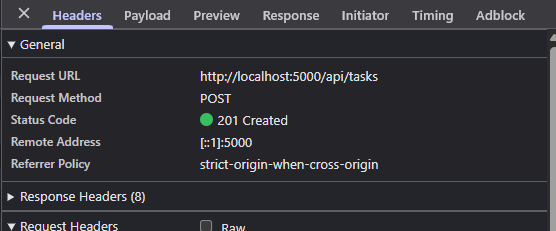 Headers Payload Preview Response Initiator Timing Adblock
General
Request URL http://localhost:5000/api/tasks
Request Method POST
Status Code 201 Created
Remote Address [::1]:5000
Referrer Policy strict-origin-when-cross-origin
Response Headers (8)
Request Headers Raw